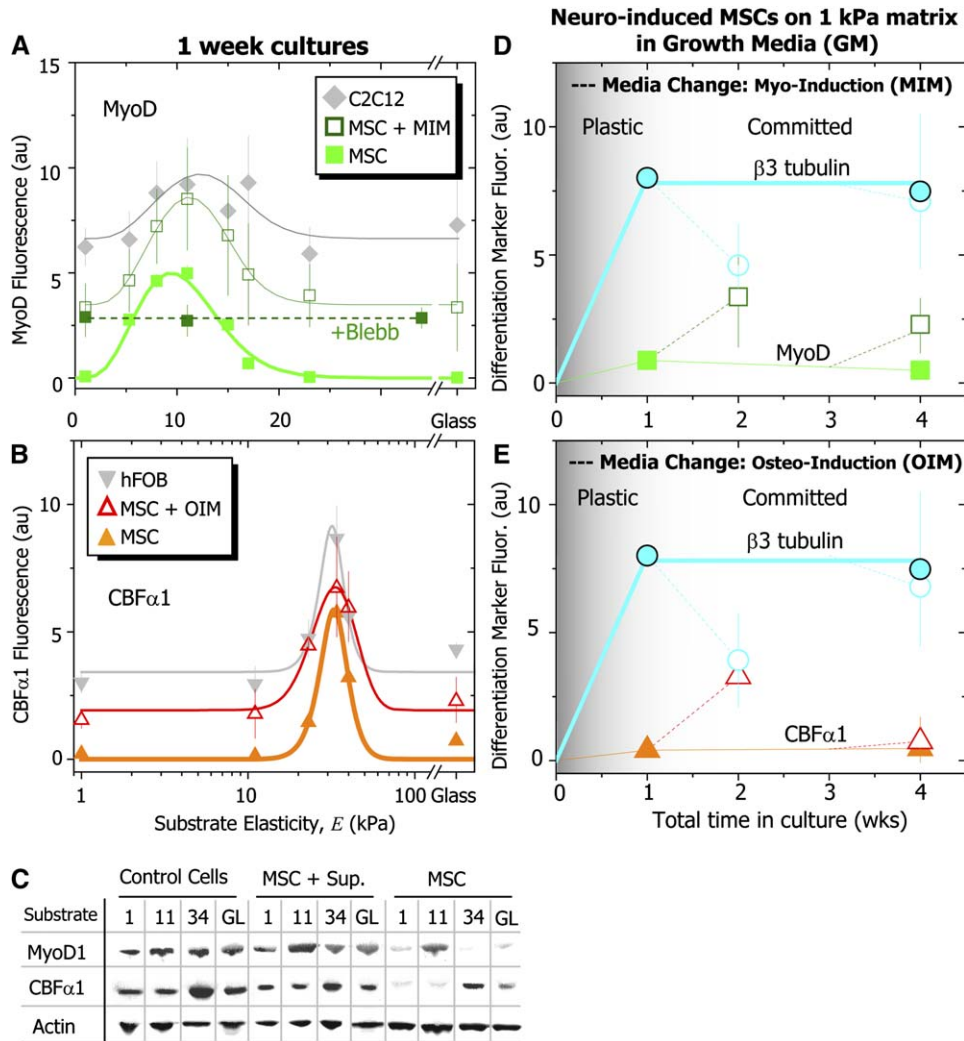 A
1 week cultures
15
10
5
0
MyoD Fluorescence (au)
MyoD
C2C12
MSC + MIM
MSC
+Blebb
0
10
20
Glass
B
10
5
0
CBFα1 Fluorescence (au)
hFOB
MSC + OIM
MSC
CBFα1
1
10
100
Glass
Substrate Elasticity, E (kPa)
C
Control Cells MSC + Sup. MSC
Substrate 1 11 34 GL 1 11 34 GL 1 11 34 GL
MyoD1
CBFα1
Actin
Neuro-induced MSCs on 1 kPa matrix
in Growth Media (GM)
D
Media Change: Myo-Induction (MIM)
Plastic
Committed
β3 tubulin
MyoD
10
5
0
Differentiation Marker Fluor. (au)
0 1 2 3 4
E
Media Change: Osteo-Induction (OIM)
Plastic
Committed
β3 tubulin
CBFα1
10
5
0
Differentiation Marker Fluor. (au)
0 1 2 3 4
Total time in culture (wks)